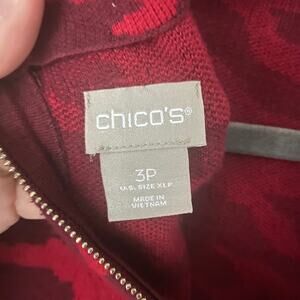 chico's®
3P
U.S. SIZE XLP
MADE IN
VIETNAM